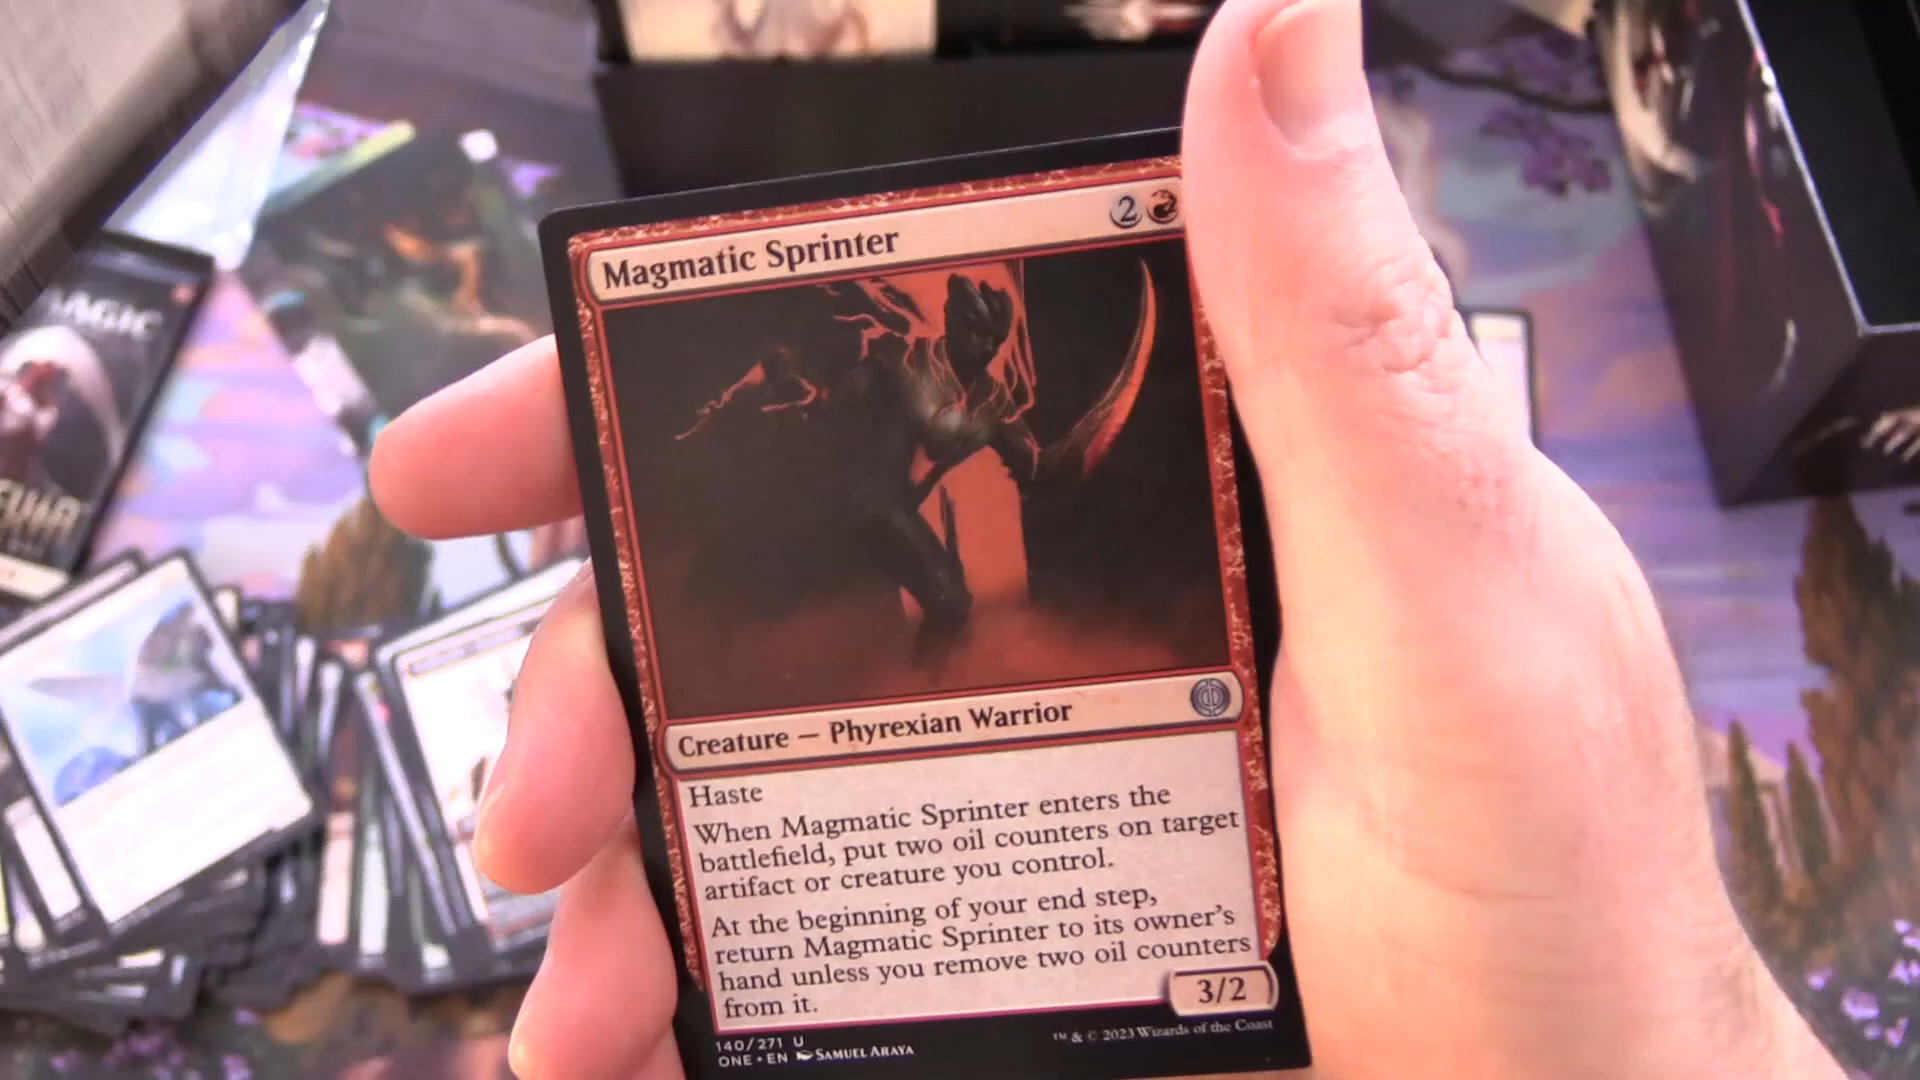 Magmatic Sprinter 2
Creature — Phyrexian Warrior
Haste
When Magmatic Sprinter enters the
battlefield, put two oil counters on target
artifact or creature you control.
At the beginning of your end step,
return Magmatic Sprinter to its owner's
hand unless you remove two oil counters
from it.
3/2
140/271 U
ONE • EN Samuel Araya
™ & © 2023 Wizards of the Coast
MAGIC